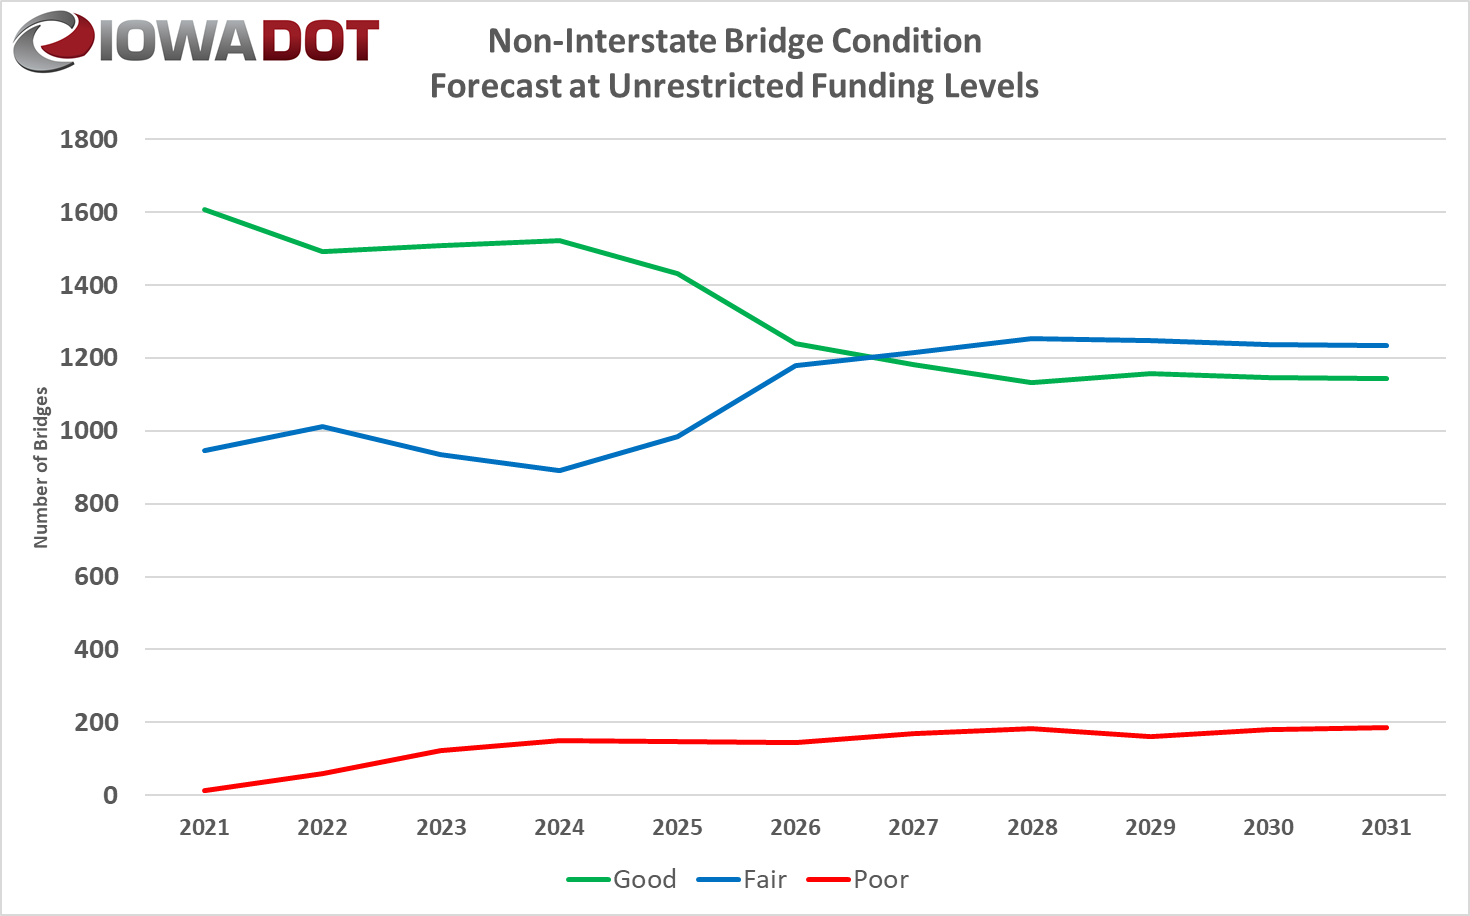 IOWADOT
Non-Interstate Bridge Condition
Forecast at Unrestricted Funding Levels
1800
1600
1400
1200
1000
800
600
400
200
0
Number of Bridges
2021 2022 2023 2024 2025 2026 2027 2028 2029 2030 2031
Good Fair Poor